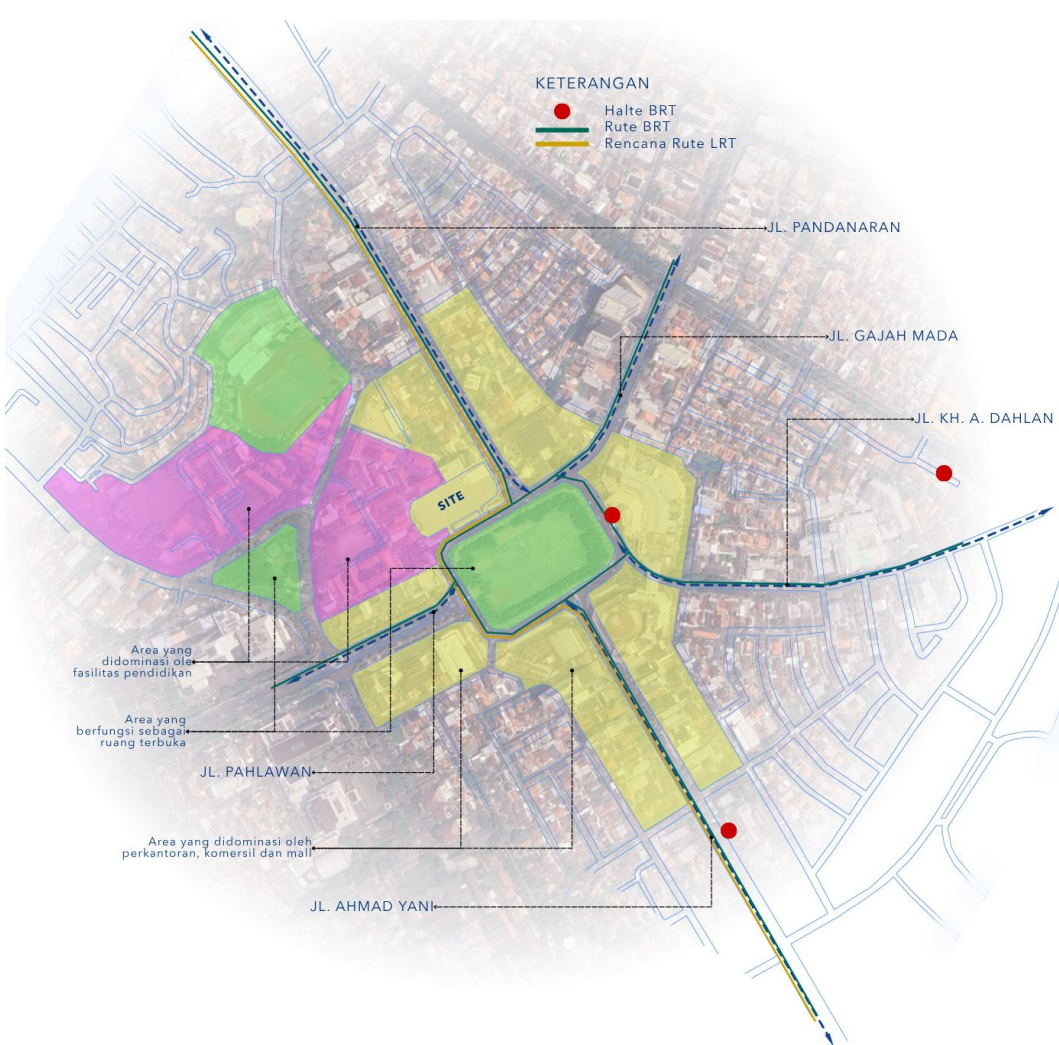 KETERANGAN
Halte BRT
Rute BRT
Rencana Rute LRT
JL. PANDANARAN
JL. GAJAH MADA
JL. KH. A. DAHLAN
SITE
Area yang
didominasi ole
fasilitas pendidikan
Area yang
berfungsi sebagai
ruang terbuka
JL. PAHLAWAN
Area yang didominasi oleh
perkantoran, komersil dan mall
JL. AHMAD YANI